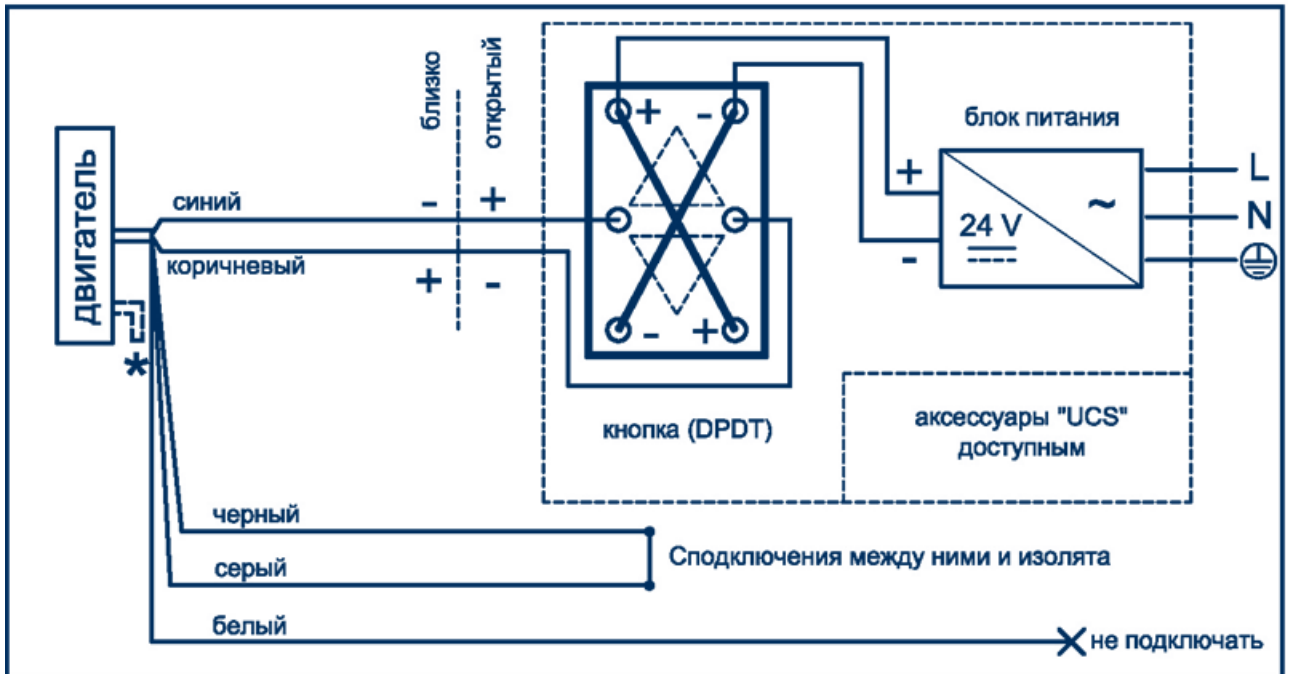 двигатель
*
синий
коричневый
близко
открытый
- +
+ -
+ -
- +
кнопка (DPDT)
блок питания
+
-
24 V
~
L
N
аксессуары "UCS"
доступным
черный
серый
Сподключения между ними и изолята
белый
не подключать